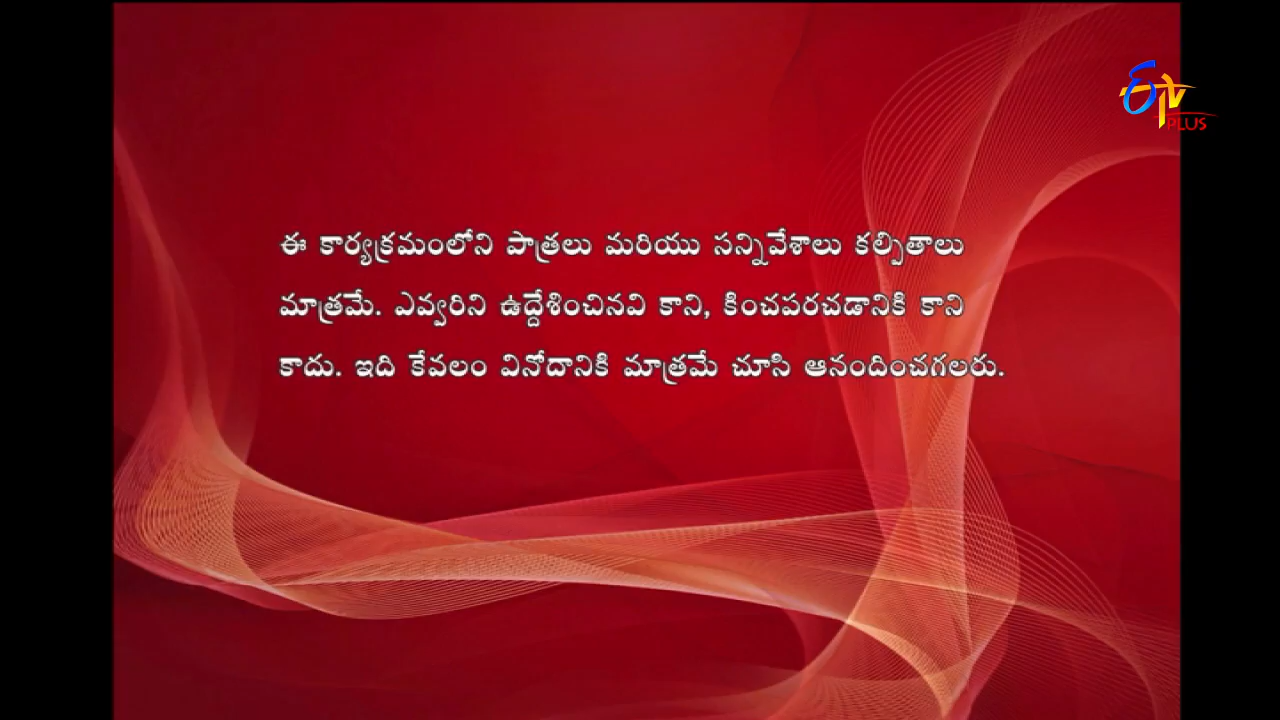 ETV
PLUS
ఈ కార్యక్రమంలోని పాత్రలు మరియు సన్నివేశాలు కల్పితాలు
మాత్రమే. ఎవ్వరిని ఉద్దేశించినవి కాని, కించపరచడానికి కాని
కాదు. ఇది కేవలం వినోదానికి మాత్రమే చూసి ఆనందించగలరు.